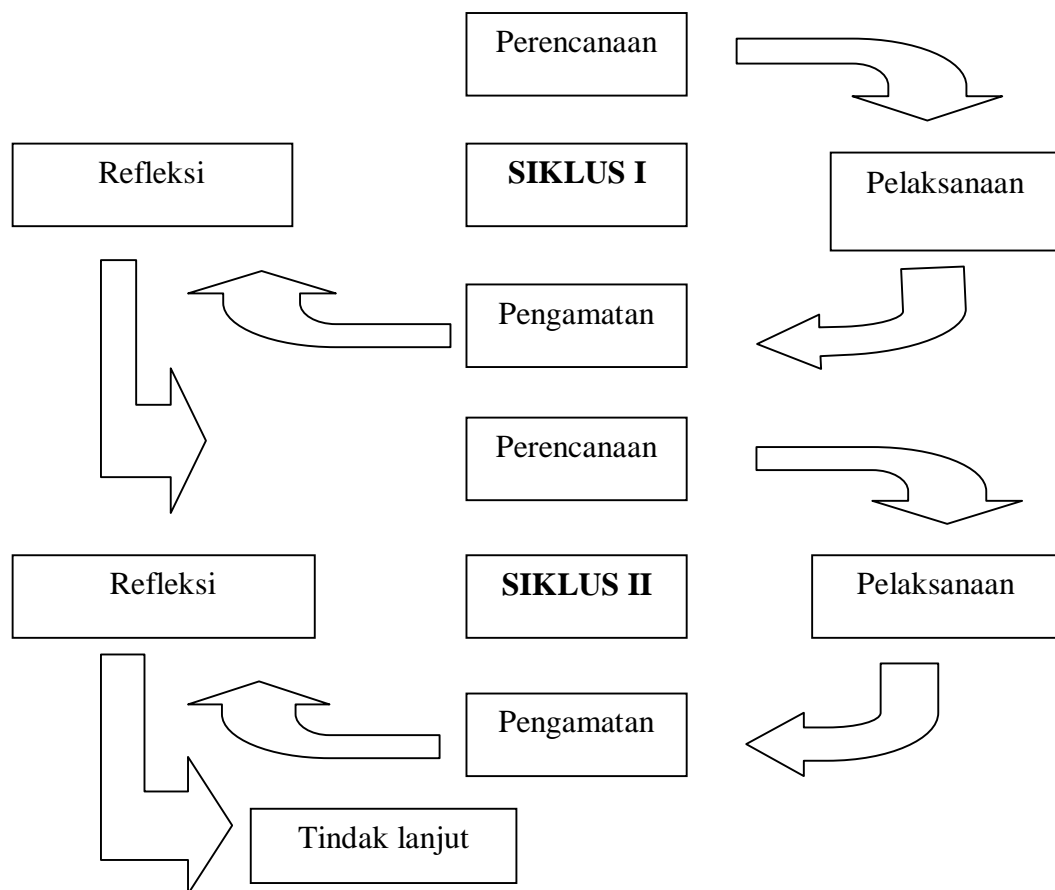 Perencanaan
Refleksi
SIKLUS I
Pelaksanaan
Pengamatan
Perencanaan
Refleksi
SIKLUS II
Pelaksanaan
Pengamatan
Tindak lanjut